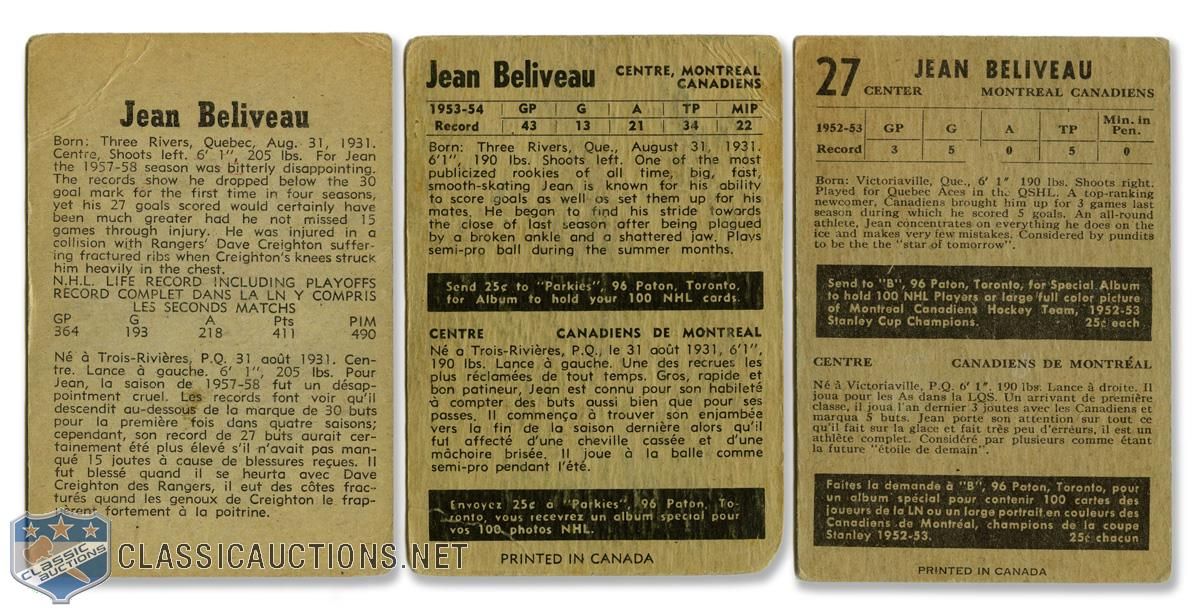 Jean Beliveau
Born: Three Rivers, Quebec, Aug. 31, 1931.
Centre, Shoots left. 6' 1", 205 lbs. For Jean
the 1957-58 season was bitterly disappointing.
The records show he dropped below the 30
goal mark for the first time in four seasons,
yet his 27 goals scored would certainly have
been much greater had he not missed 15
games through injury. He was injured in a
collision with Rangers' Dave Creighton suffer-
ing fractured ribs when Creighton's knees struck
him heavily in the chest.
N.H.L. LIFE RECORD INCLUDING PLAYOFFS
RECORD COMPLET DANS LA LN Y COMPRIS
LES SECONDS MATCHS
GP G A Pts PIM
364 193 218 411 490
Né à Trois-Rivières, P.Q. 31 août 1931. Cen-
tre. Lance à gauche. 6' 1", 205 lbs. Pour
Jean, la saison de 1957-58 fut un désap-
pointment cruel. Les records font voir qu'il
descendit au-dessous de la marque de 30 buts
pour la première fois dans quatre saisons;
cependant, son record de 27 buts aurait cer-
tainement été plus élevé s'il n'avait pas man-
qué 15 joutes à cause de blessures reçues. Il
fut blessé quand il se heurta avec Dave
Creighton des Rangers, il eut des côtes frac-
turés quand les genoux de Creighton le frap-
pèrent fortement à la poitrine.
Jean Beliveau CENTRE, MONTREAL
CANADIENS
1953-54 GP G A TP MIP
Record 43 13 21 34 22
Born: Three Rivers, Que., August 31, 1931.
6'1", 190 lbs. Shoots left. One of the most
publicized rookies of all time, big, fast,
smooth-skating Jean is known for his ability
to score goals as well os set them up for his
mates. He began to find his stride towards
the close of last season after being plagued
by a broken ankle and a shattered jaw. Plays
semi-pro ball during the summer months.
Send 25¢ to "Parkies", 96 Paton, Toronto,
for Album to hold your 100 NHL cards.
CENTRE CANADIENS DE MONTREAL
Né a Trois-Rivières, P.Q., le 31 août 1931, 6'1",
190 lbs. Lance à gauche. Une des recrues les
plus réclamées de tout temps. Gros, rapide et
bon patineur, Jean est connu pour son habileté
à compter des buts aussi bien que pour ses
passes. Il commença à trouver son enjambée
vers la fin de la saison dernière alors qu'il
fut affecté d'une cheville cassée et d'une
mâchoire brisée. Il joue à la balle comme
semi-pro pendant l'été.
Envoyez 25¢ à "Parkies", 96 Paton, To-
ronto, vous recevrez un album spécial pour
vos 100 photos NHL.
PRINTED IN CANADA
27 JEAN BELIVEAU
CENTER MONTREAL CANADIENS
1952-53 GP G A TP Min. in Pen.
Record 3 5 0 5 0
Born: Victoriaville, Que., 6' 1" 190 lbs. Shoots right.
Played for Quebec Aces in the QSHL. A top-ranking
newcomer, Canadiens brought him up for 3 games last
season during which he scored 5 goals. An all-round
athlete, Jean concentrates on everything he does on the
ice and makes very few mistakes. Considered by pundits
to be the the "star of tomorrow".
Send to "B", 96 Paton, Toronto, for Special Album
to hold 100 NHL Players or large full color picture
of Montreal Canadiens Hockey Team, 1952-53
Stanley Cup Champions. 25¢ each
CENTRE CANADIENS DE MONTRÉAL
Né à Victoriaville, P.Q. 6' 1". 190 lbs. Lance à droite. Il
joua pour les As dans la LQS. Un arrivant de première
classe, il joua l'an dernier 3 joutes avec les Canadiens et
marqua 5 buts. Jean porte son attention sur tout ce
qu'il fait sur la glace et fait très peu d'erreurs, il est un
athlète complet. Considéré par plusieurs comme étant
la future "étoile de demain".
Faites la demande à "B", 96 Paton, Toronto, pour
un album spécial pour contenir 100 cartes des
joueurs de la LN ou un large portrait en couleurs des
Canadiens de Montréal, champions de la coupe
Stanley 1952-53. 25¢ chacun
PRINTED IN CANADA
CLASSIC
AUCTIONS
CLASSICAUCTIONS.NET